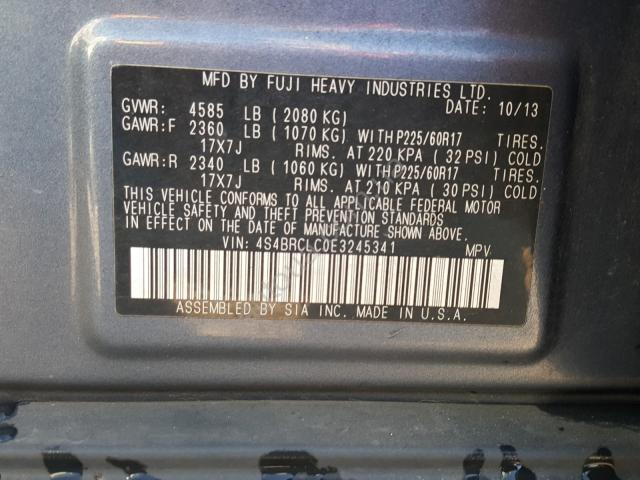 MFD BY FUJI HEAVY INDUSTRIES LTD.
DATE: 10/13
GVWR: 4585 LB (2080 KG)
GAWR:F 2360 LB (1070 KG) WITH P225/60R17 TIRES.
17X7J RIMS. AT 220 KPA (32 PSI) COLD
GAWR:R 2340 LB (1060 KG) WITH P225/60R17 TIRES.
17X7J RIMS. AT 210 KPA (30 PSI) COLD
THIS VEHICLE CONFORMS TO ALL APPLICABLE FEDERAL MOTOR
VEHICLE SAFETY AND THEFT PREVENTION STANDARDS
IN EFFECT ON THE DATE OF MANUFACTURE SHOWN ABOVE.
VIN: 4S4BRCLC0E3245341 MPV
ASSEMBLED BY SIA INC. MADE IN U.S.A.